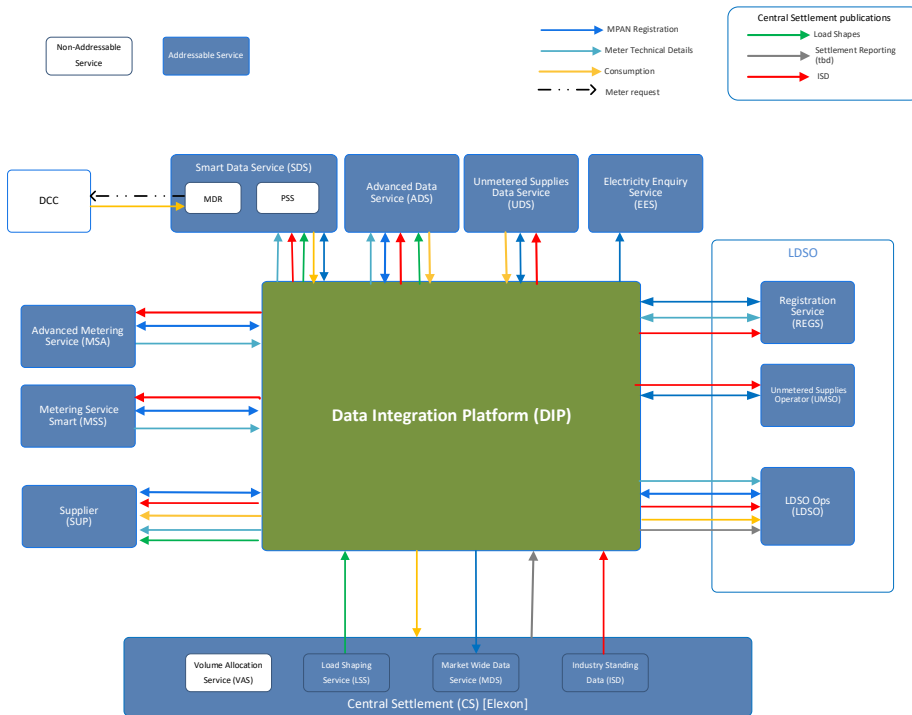 Non-Addressable
Service
Addressable Service
MPAN Registration
Meter Technical Details
Consumption
Meter request
Central Settlement publications
Load Shapes
Settlement Reporting
(tbd)
ISD
DCC
Smart Data Service (SDS)
MDR
PSS
Advanced Data
Service (ADS)
Unmetered Supplies
Data Service
(UDS)
Electricity Enquiry
Service
(EES)
LDSO
Advanced Metering
Service (MSA)
Metering Service
Smart (MSS)
Supplier
(SUP)
Data Integration Platform (DIP)
Registration
Service
(REGS)
Unmetered Supplies
Operator (UMSO)
LDSO Ops
(LDSO)
Volume Allocation
Service (VAS)
Load Shaping
Service (LSS)
Market Wide Data
Service (MDS)
Industry Standing
Data (ISD)
Central Settlement (CS) [Elexon]